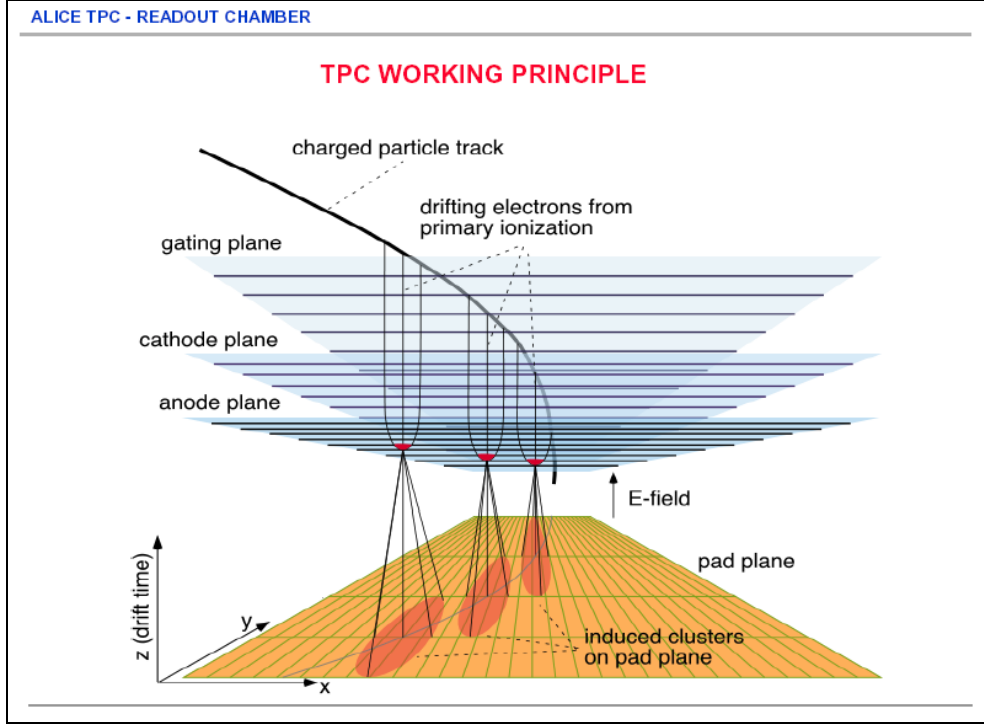 ALICE TPC - READOUT CHAMBER
TPC WORKING PRINCIPLE
charged particle track
drifting electrons from
primary ionization
gating plane
cathode plane
anode plane
E-field
pad plane
z (drift time)
y
induced clusters
on pad plane
x